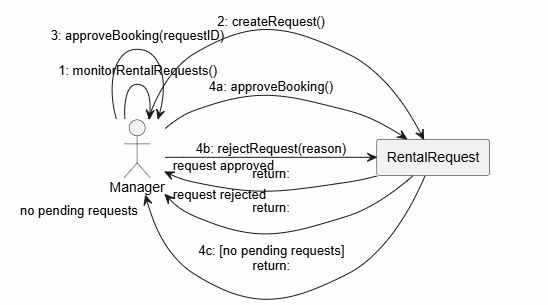 2: createRequest()
3: approveBooking(requestID)
1: monitorRentalRequests()
4a: approveBooking()
4b: rejectRequest(reason)
RentalRequest
request approved
return:
Manager
request rejected
return:
no pending requests
4c: [no pending requests]
return: